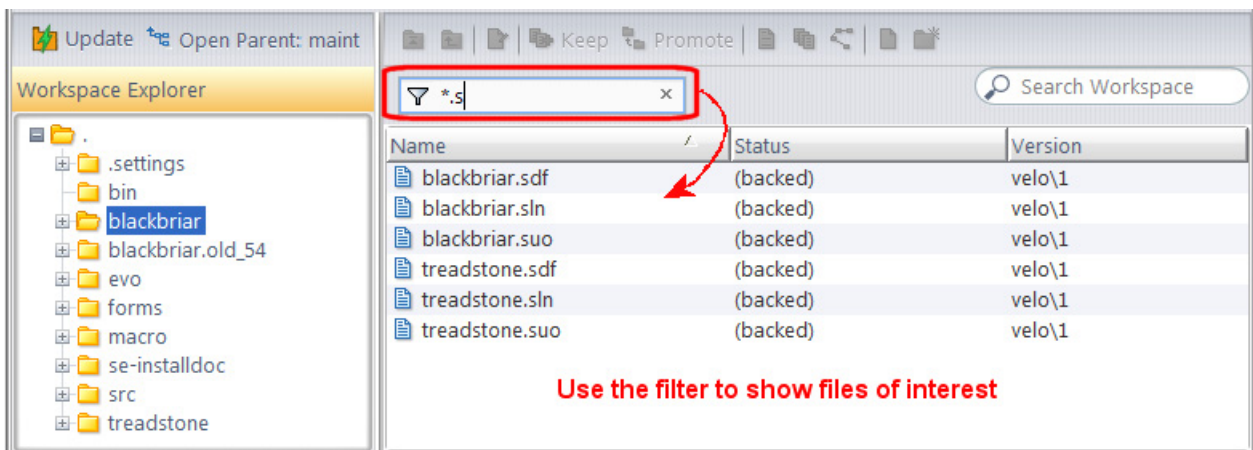 Update Open Parent: maint
Keep Promote
Workspace Explorer
*.s ×
Search Workspace
.
.settings
bin
blackbriar
blackbriar.old_54
evo
forms
macro
se-installdoc
src
treadstone
Name Status Version
blackbriar.sdf (backed) velo\1
blackbriar.sln (backed) velo\1
blackbriar.suo (backed) velo\1
treadstone.sdf (backed) velo\1
treadstone.sln (backed) velo\1
treadstone.suo (backed) velo\1
Use the filter to show files of interest